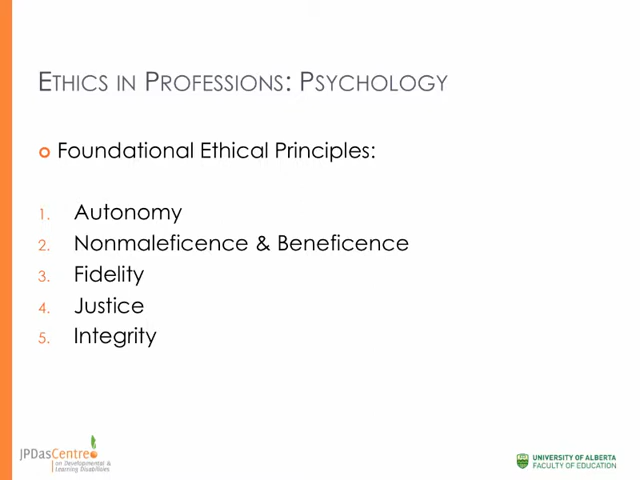 ETHICS IN PROFESSIONS: PSYCHOLOGY
Foundational Ethical Principles:
1. Autonomy
2. Nonmaleficence & Beneficence
3. Fidelity
4. Justice
5. Integrity
JPDasCentre
on Developmental &
Learning Disabilities
UNIVERSITY OF ALBERTA
FACULTY OF EDUCATION